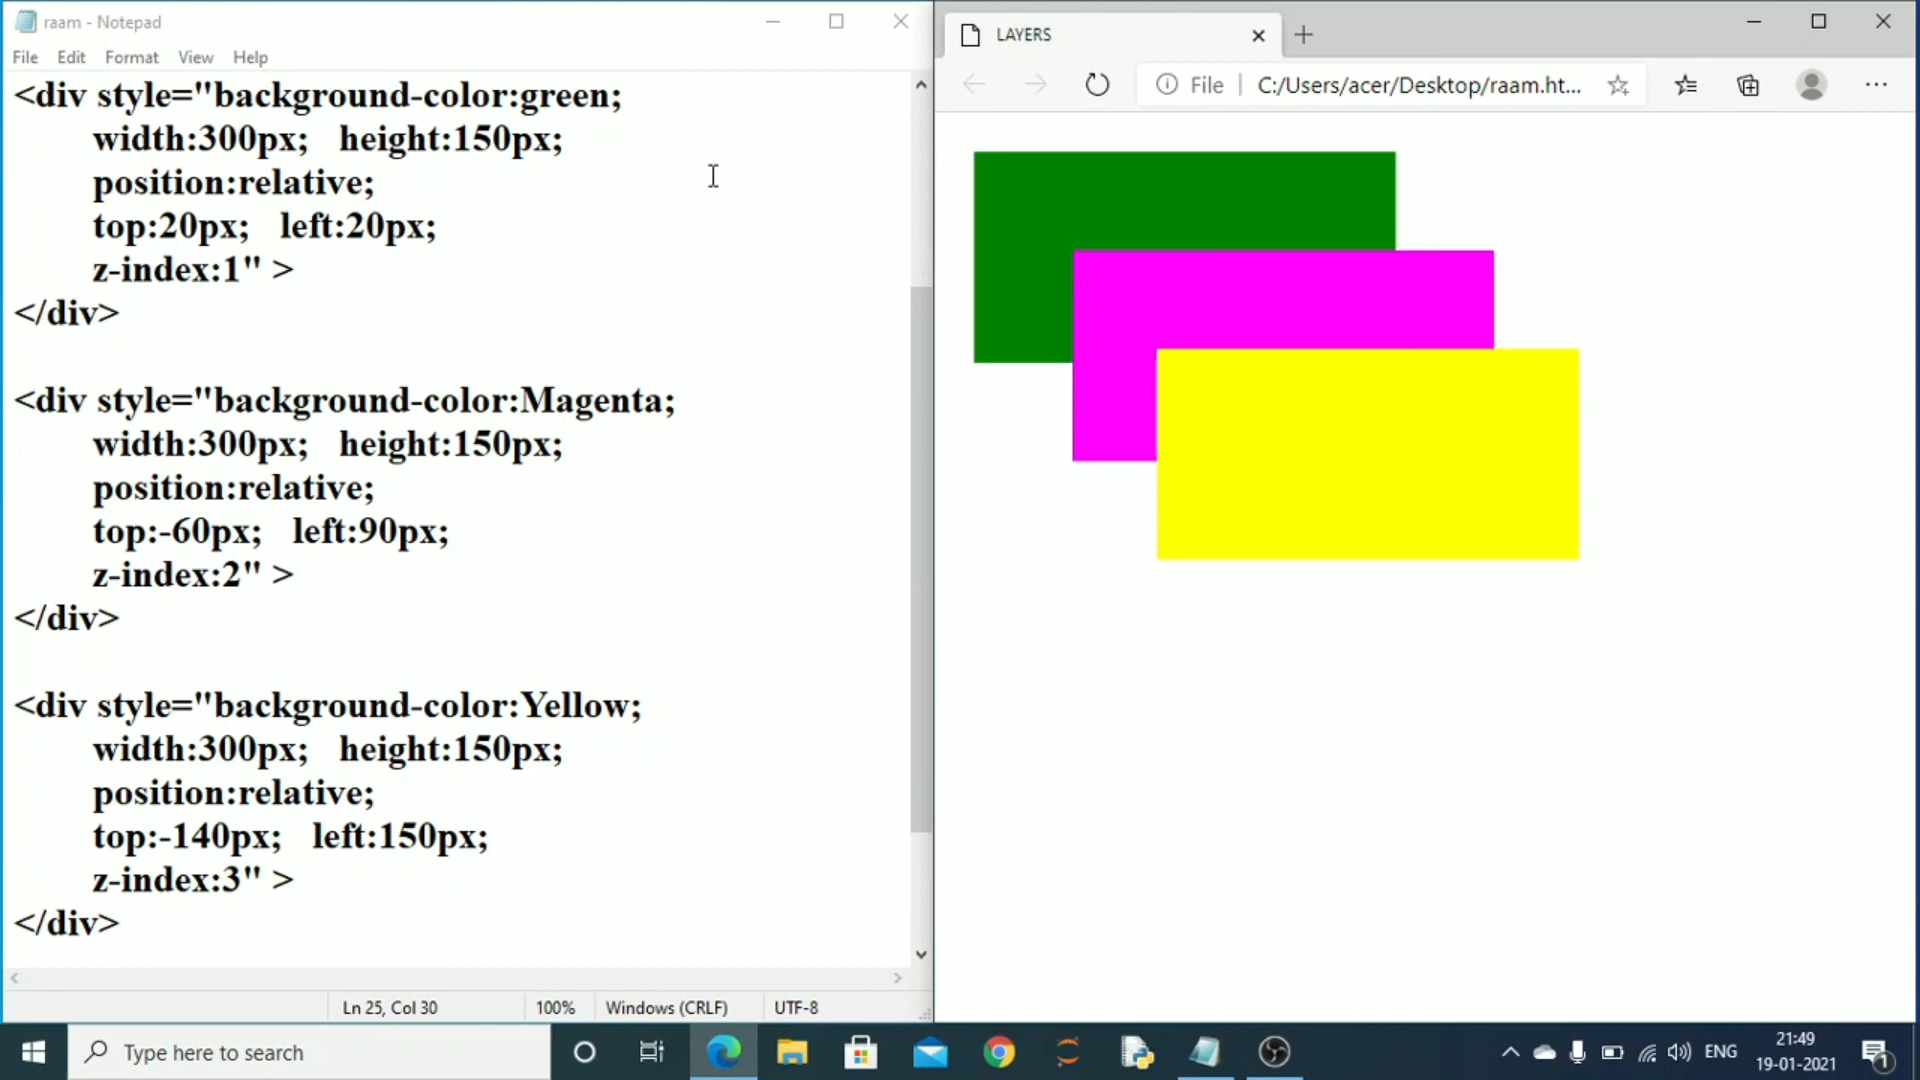 raam - Notepad
File Edit Format View Help
<div style="background-color:green;
width:300px; height:150px;
position:relative;
top:20px; left:20px;
z-index:1" >
</div>
<div style="background-color:Magenta;
width:300px; height:150px;
position:relative;
top:-60px; left:90px;
z-index:2" >
</div>
<div style="background-color:Yellow;
width:300px; height:150px;
position:relative;
top:-140px; left:150px;
z-index:3" >
</div>
Ln 25, Col 30 100% Windows (CRLF) UTF-8
LAYERS
File C:/Users/acer/Desktop/raam.ht...
Type here to search
ENG
21:49
19-01-2021
1